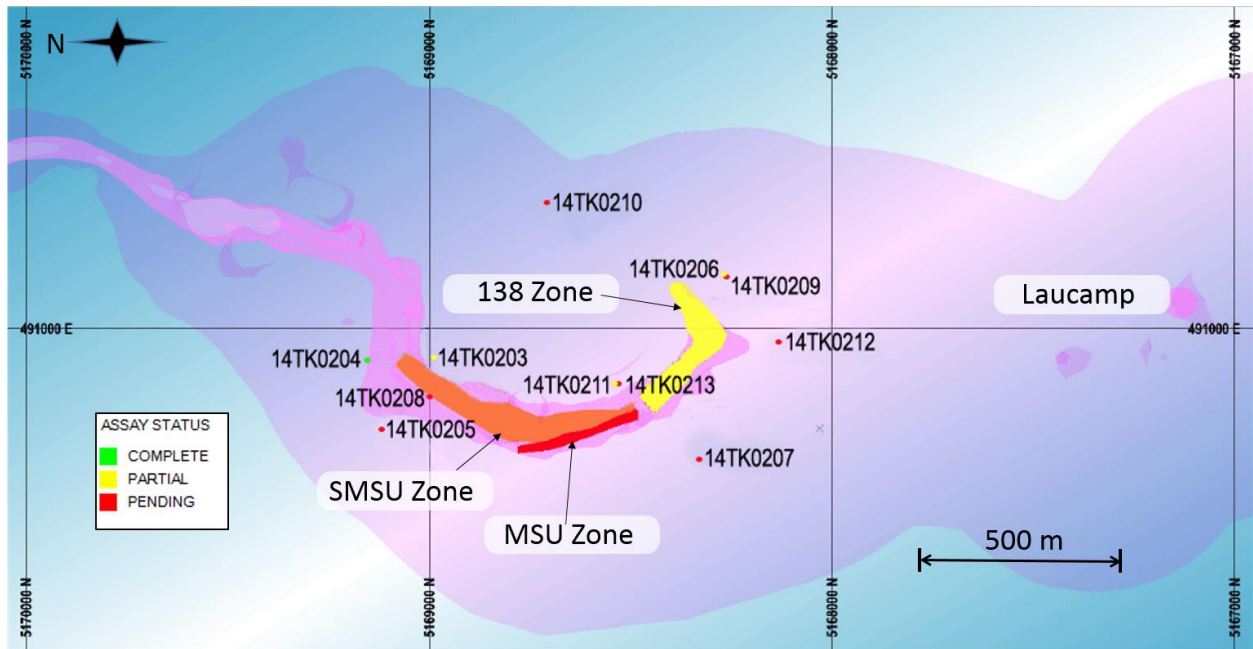 N
5170000 N
5169000 N
5168000 N
5167000 N
14TK0210
14TK0206
14TK0209
138 Zone
Laucamp
491000 E
491000 E
14TK0212
14TK0204
14TK0203
14TK0211
14TK0213
14TK0208
14TK0205
14TK0207
ASSAY STATUS
COMPLETE
PARTIAL
PENDING
SMSU Zone
MSU Zone
500 m
5170000 N
5169000 N
5168000 N
5167000 N